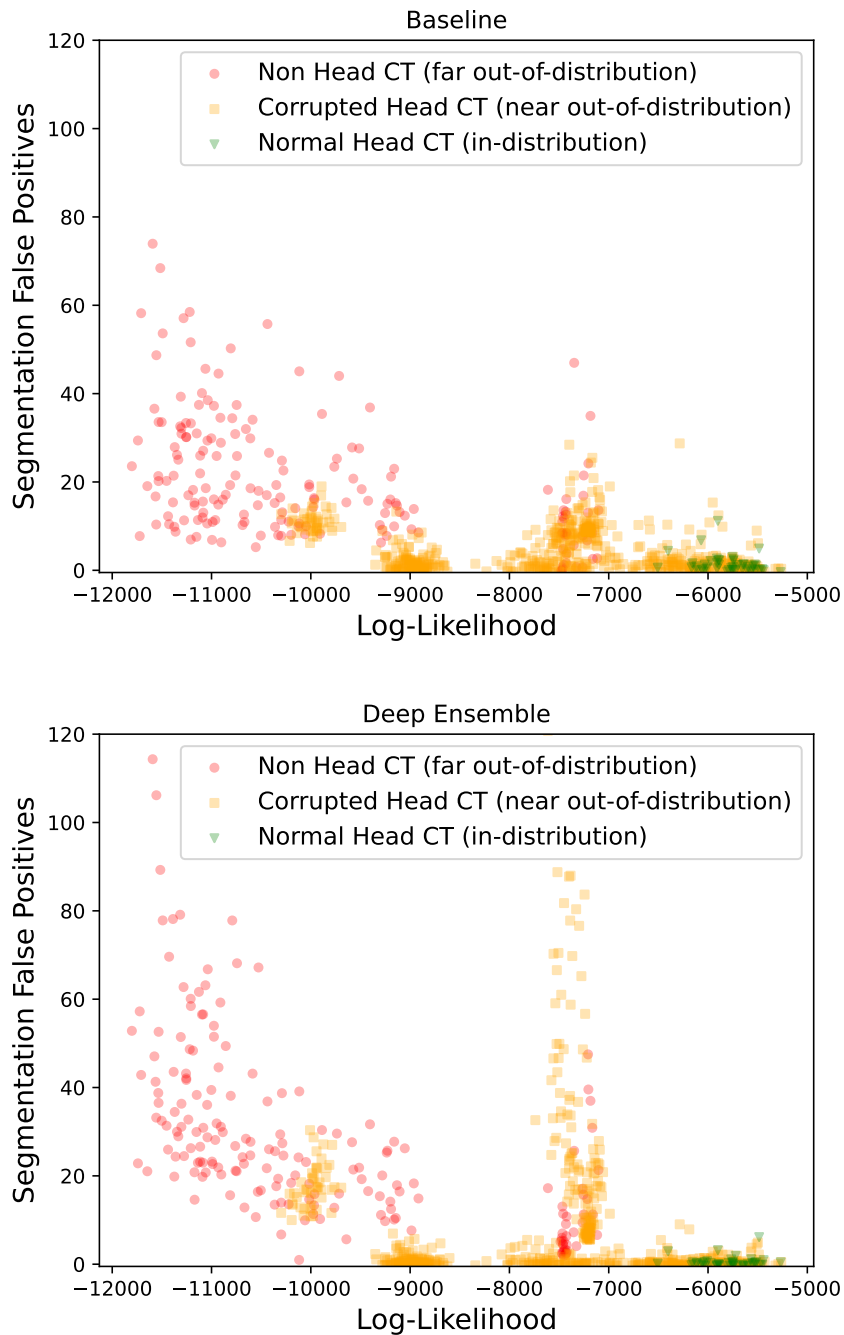 Baseline
120
100
80
60
40
20
0
Segmentation False Positives
Non Head CT (far out-of-distribution)
Corrupted Head CT (near out-of-distribution)
Normal Head CT (in-distribution)
−12000 −11000 −10000 −9000 −8000 −7000 −6000 −5000
Log-Likelihood
Deep Ensemble
120
100
80
60
40
20
0
Segmentation False Positives
Non Head CT (far out-of-distribution)
Corrupted Head CT (near out-of-distribution)
Normal Head CT (in-distribution)
−12000 −11000 −10000 −9000 −8000 −7000 −6000 −5000
Log-Likelihood